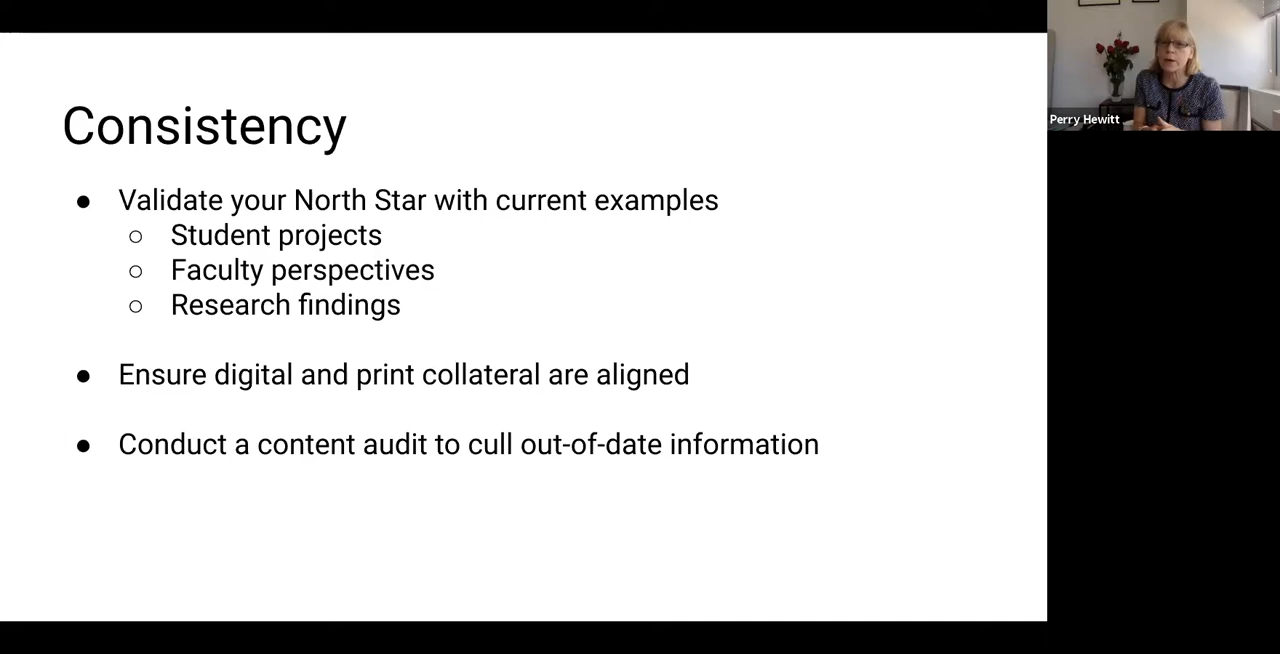 Consistency
● Validate your North Star with current examples
○ Student projects
○ Faculty perspectives
○ Research findings
● Ensure digital and print collateral are aligned
● Conduct a content audit to cull out-of-date information
Perry Hewitt